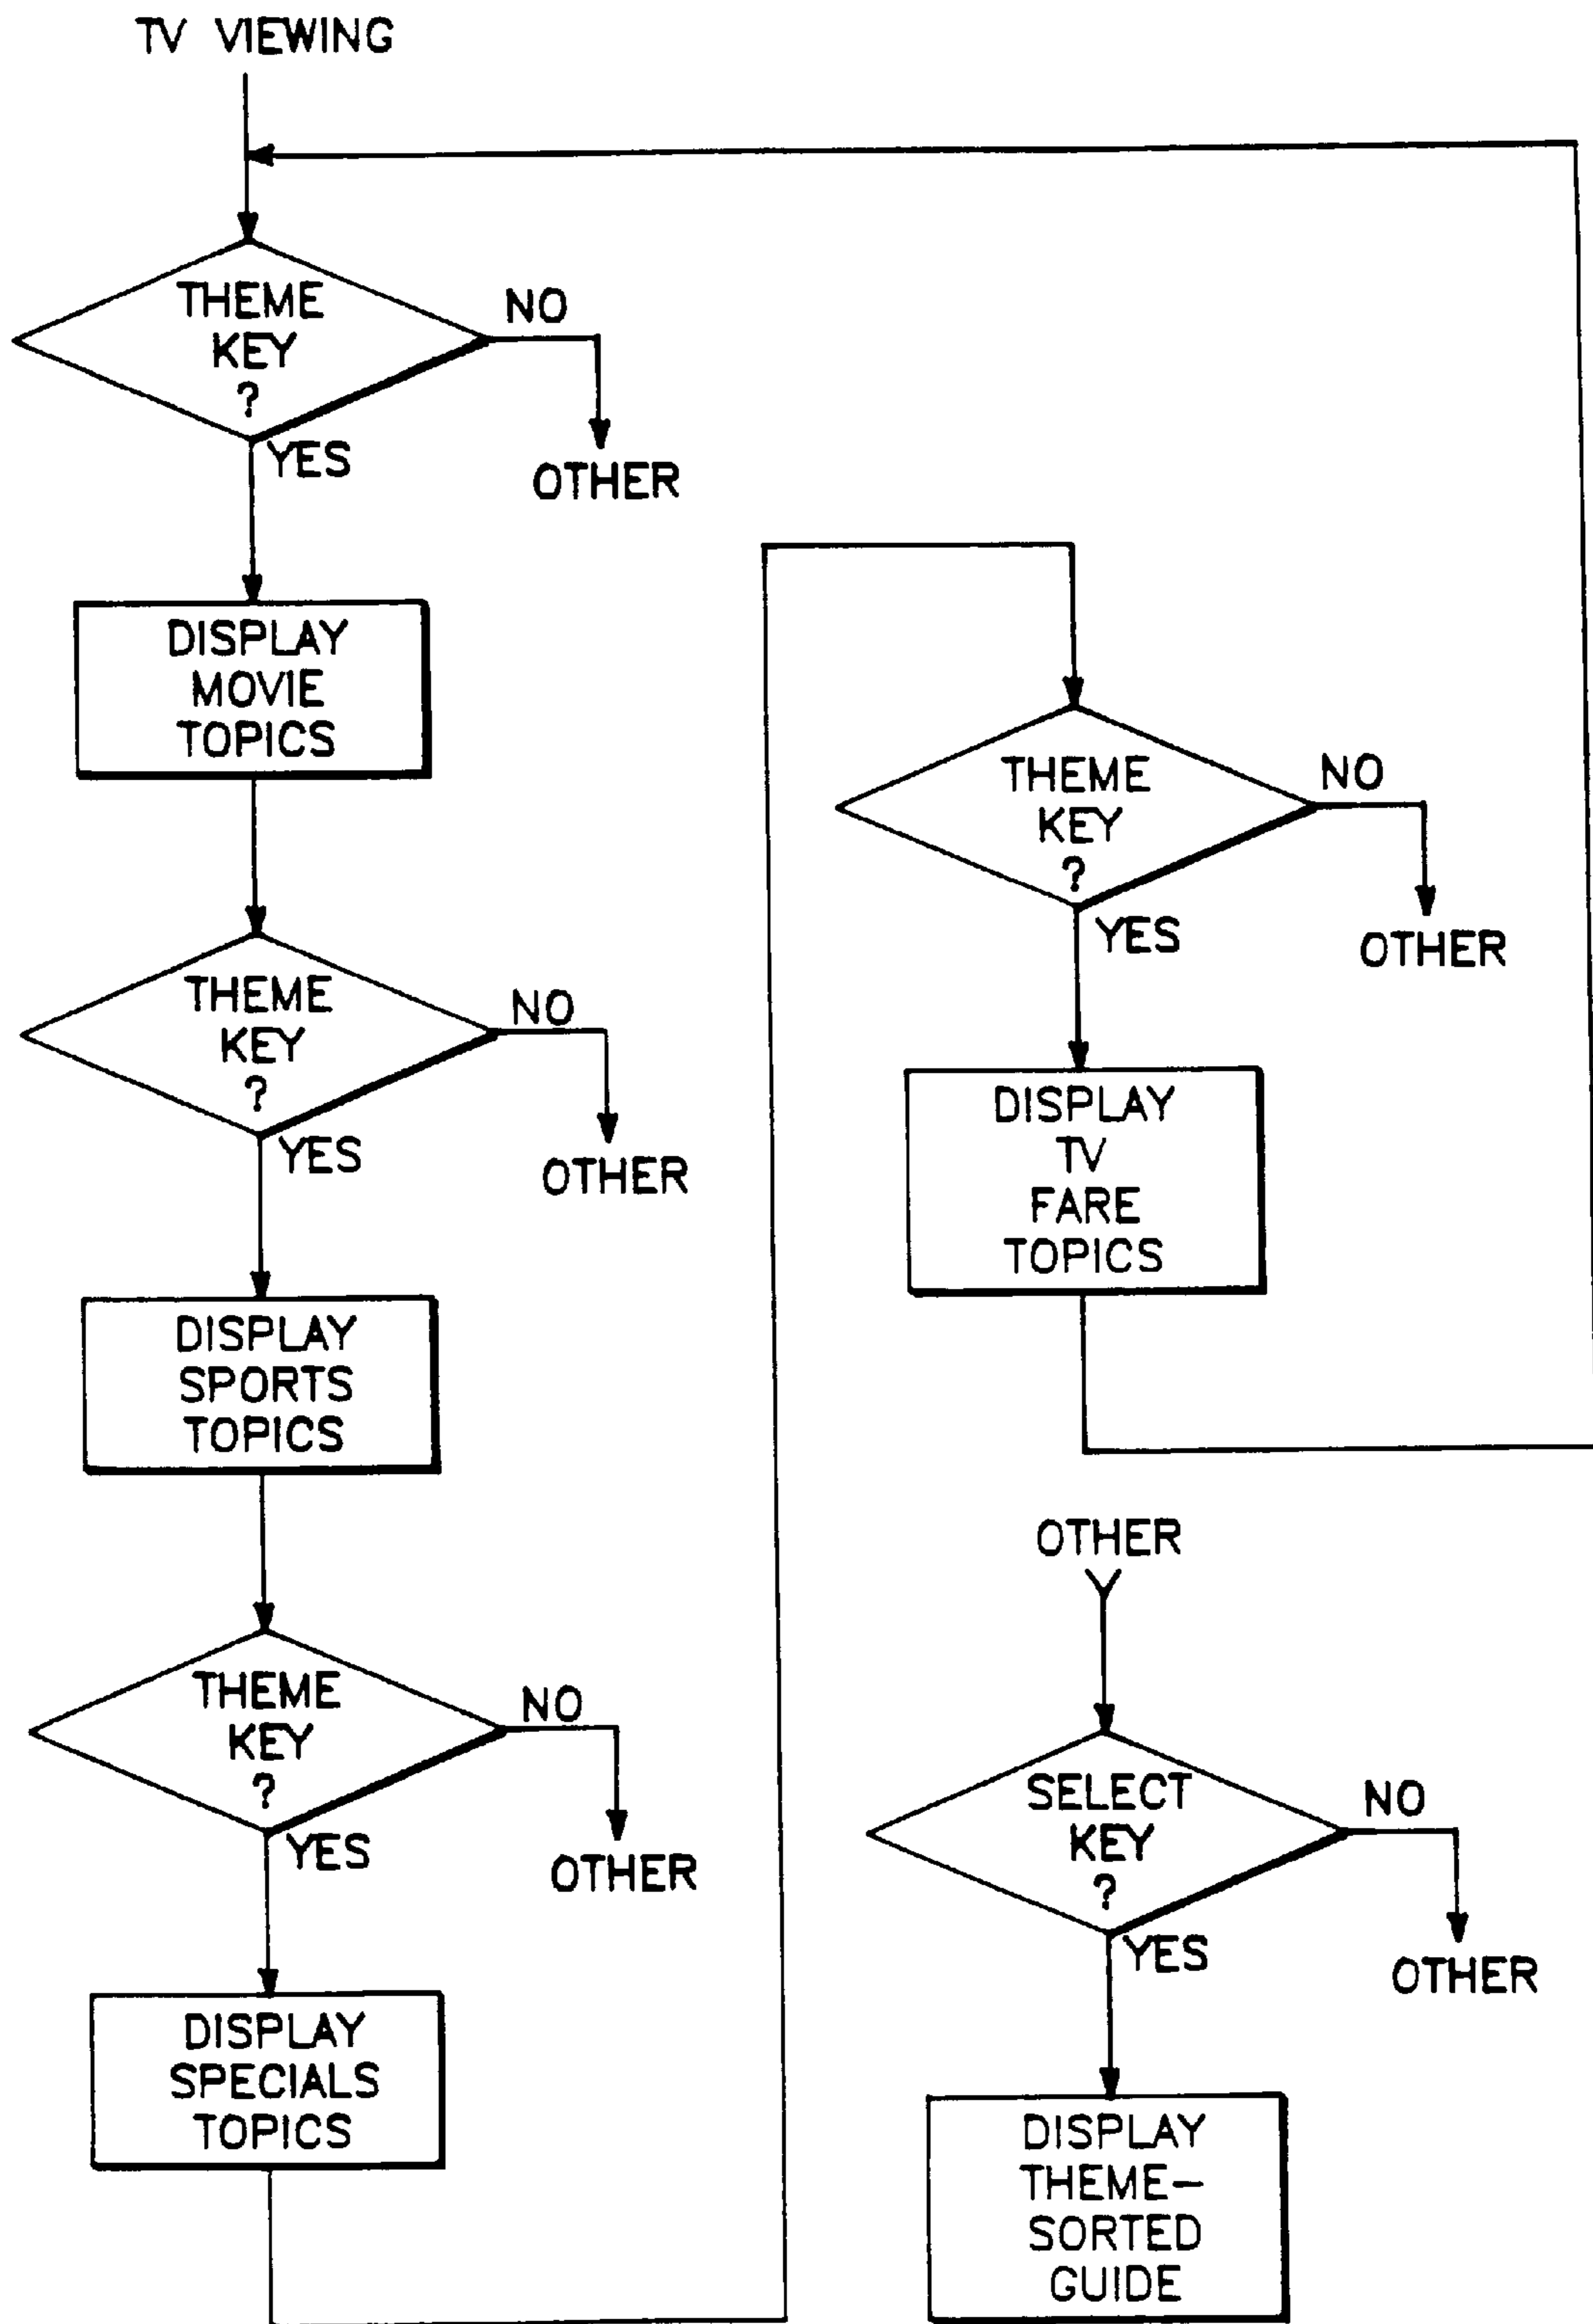 TV VIEWING
THEME
KEY
?
NO
YES
OTHER
DISPLAY
MOVIE
TOPICS
THEME
KEY
?
NO
YES
OTHER
DISPLAY
SPORTS
TOPICS
THEME
KEY
?
NO
YES
OTHER
DISPLAY
SPECIALS
TOPICS
THEME
KEY
?
NO
YES
OTHER
DISPLAY
TV
FARE
TOPICS
OTHER
SELECT
KEY
?
NO
YES
OTHER
DISPLAY
THEME-
SORTED
GUIDE